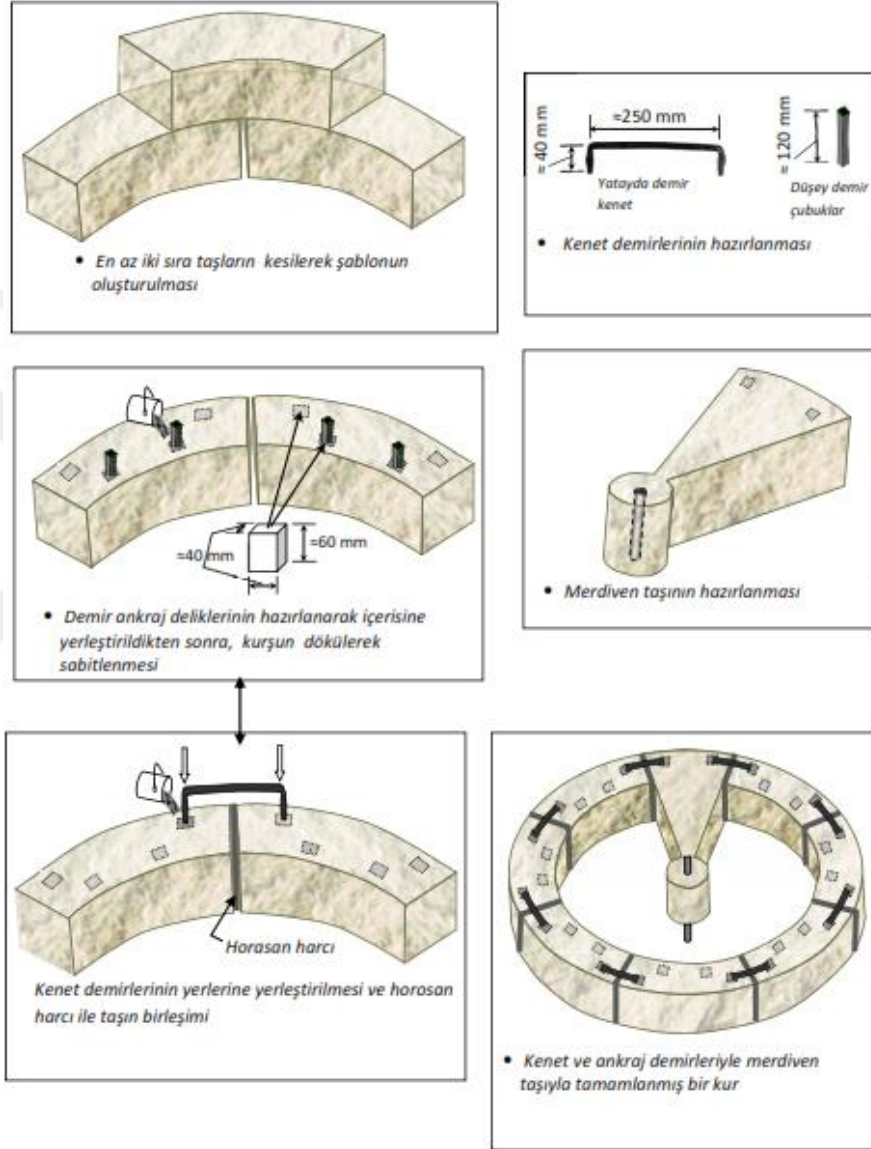 • En az iki sıra taşların kesilerek şablonun
oluşturulması
≈250 mm
≈ 40 mm
Yatayda demir
kenet
≈ 120 mm
Düşey demir
çubuklar
• Kenet demirlerinin hazırlanması
≈40 mm
≈60 mm
• Demir ankraj deliklerinin hazırlanarak içerisine
yerleştirildikten sonra, kurşun dökülerek
sabitlenmesi
• Merdiven taşının hazırlanması
Horasan harcı
Kenet demirlerinin yerlerine yerleştirilmesi ve horosan
harcı ile taşın birleşimi
• Kenet ve ankraj demirleriyle merdiven
taşıyla tamamlanmış bir kur